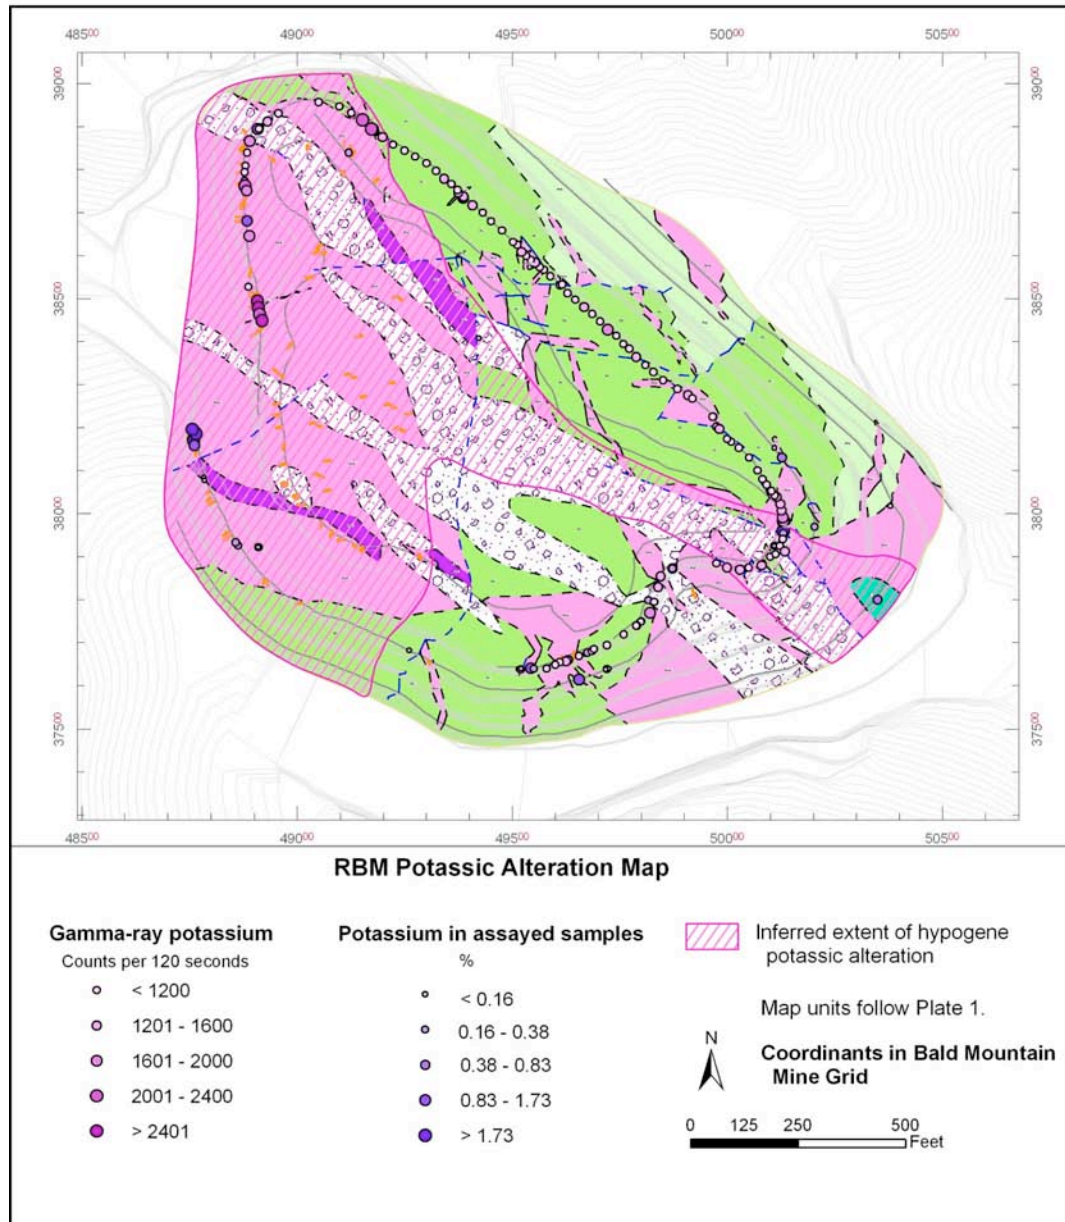 48500 49000 49500 50000 50500
39000 39000
38500 38500
38000 38000
37500 37500
48500 49000 49500 50000 50500
RBM Potassic Alteration Map
Gamma-ray potassium
Counts per 120 seconds
< 1200
1201 - 1600
1601 - 2000
2001 - 2400
> 2401
Potassium in assayed samples
%
< 0.16
0.16 - 0.38
0.38 - 0.83
0.83 - 1.73
> 1.73
Inferred extent of hypogene
potassic alteration
Map units follow Plate 1.
N
Coordinants in Bald Mountain
Mine Grid
0 125 250 500
Feet